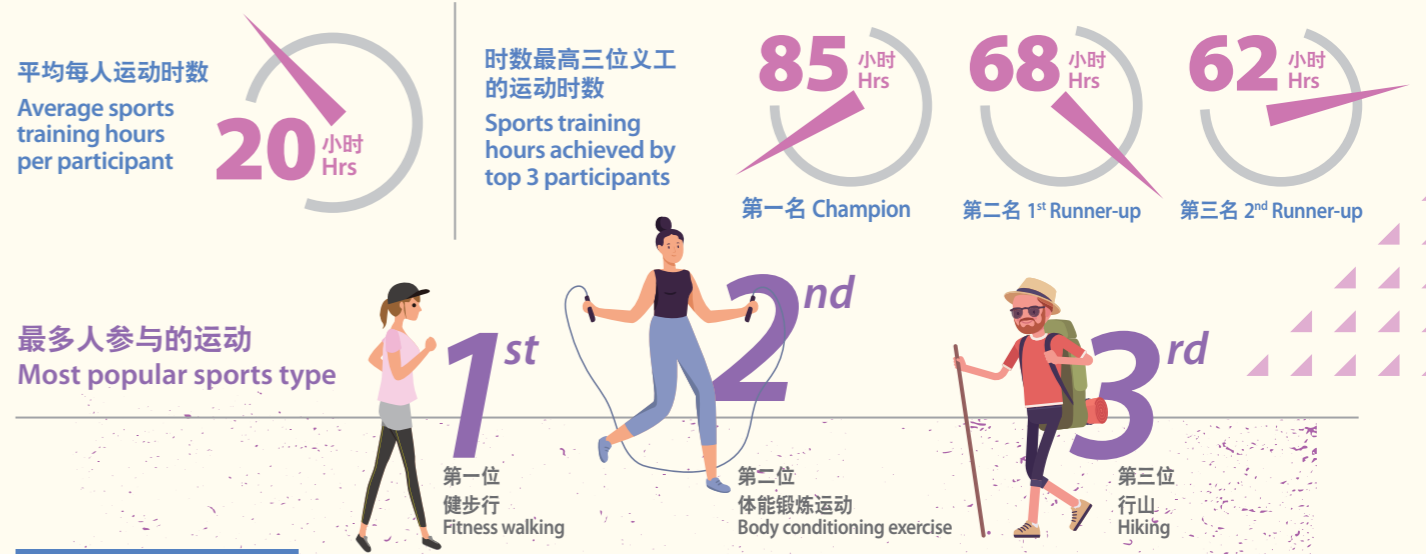 平均每人运动时数
Average sports
training hours
per participant
20 小时
Hrs
时数最高三位义工
的运动时数
Sports training
hours achieved by
top 3 participants
85 小时
Hrs
第一名 Champion
68 小时
Hrs
第二名 1st Runner-up
62 小时
Hrs
第三名 2nd Runner-up
最多人参与的运动
Most popular sports type
1st
第一位
健步行
Fitness walking
2nd
第二位
体能锻炼运动
Body conditioning exercise
3rd
第三位
行山
Hiking